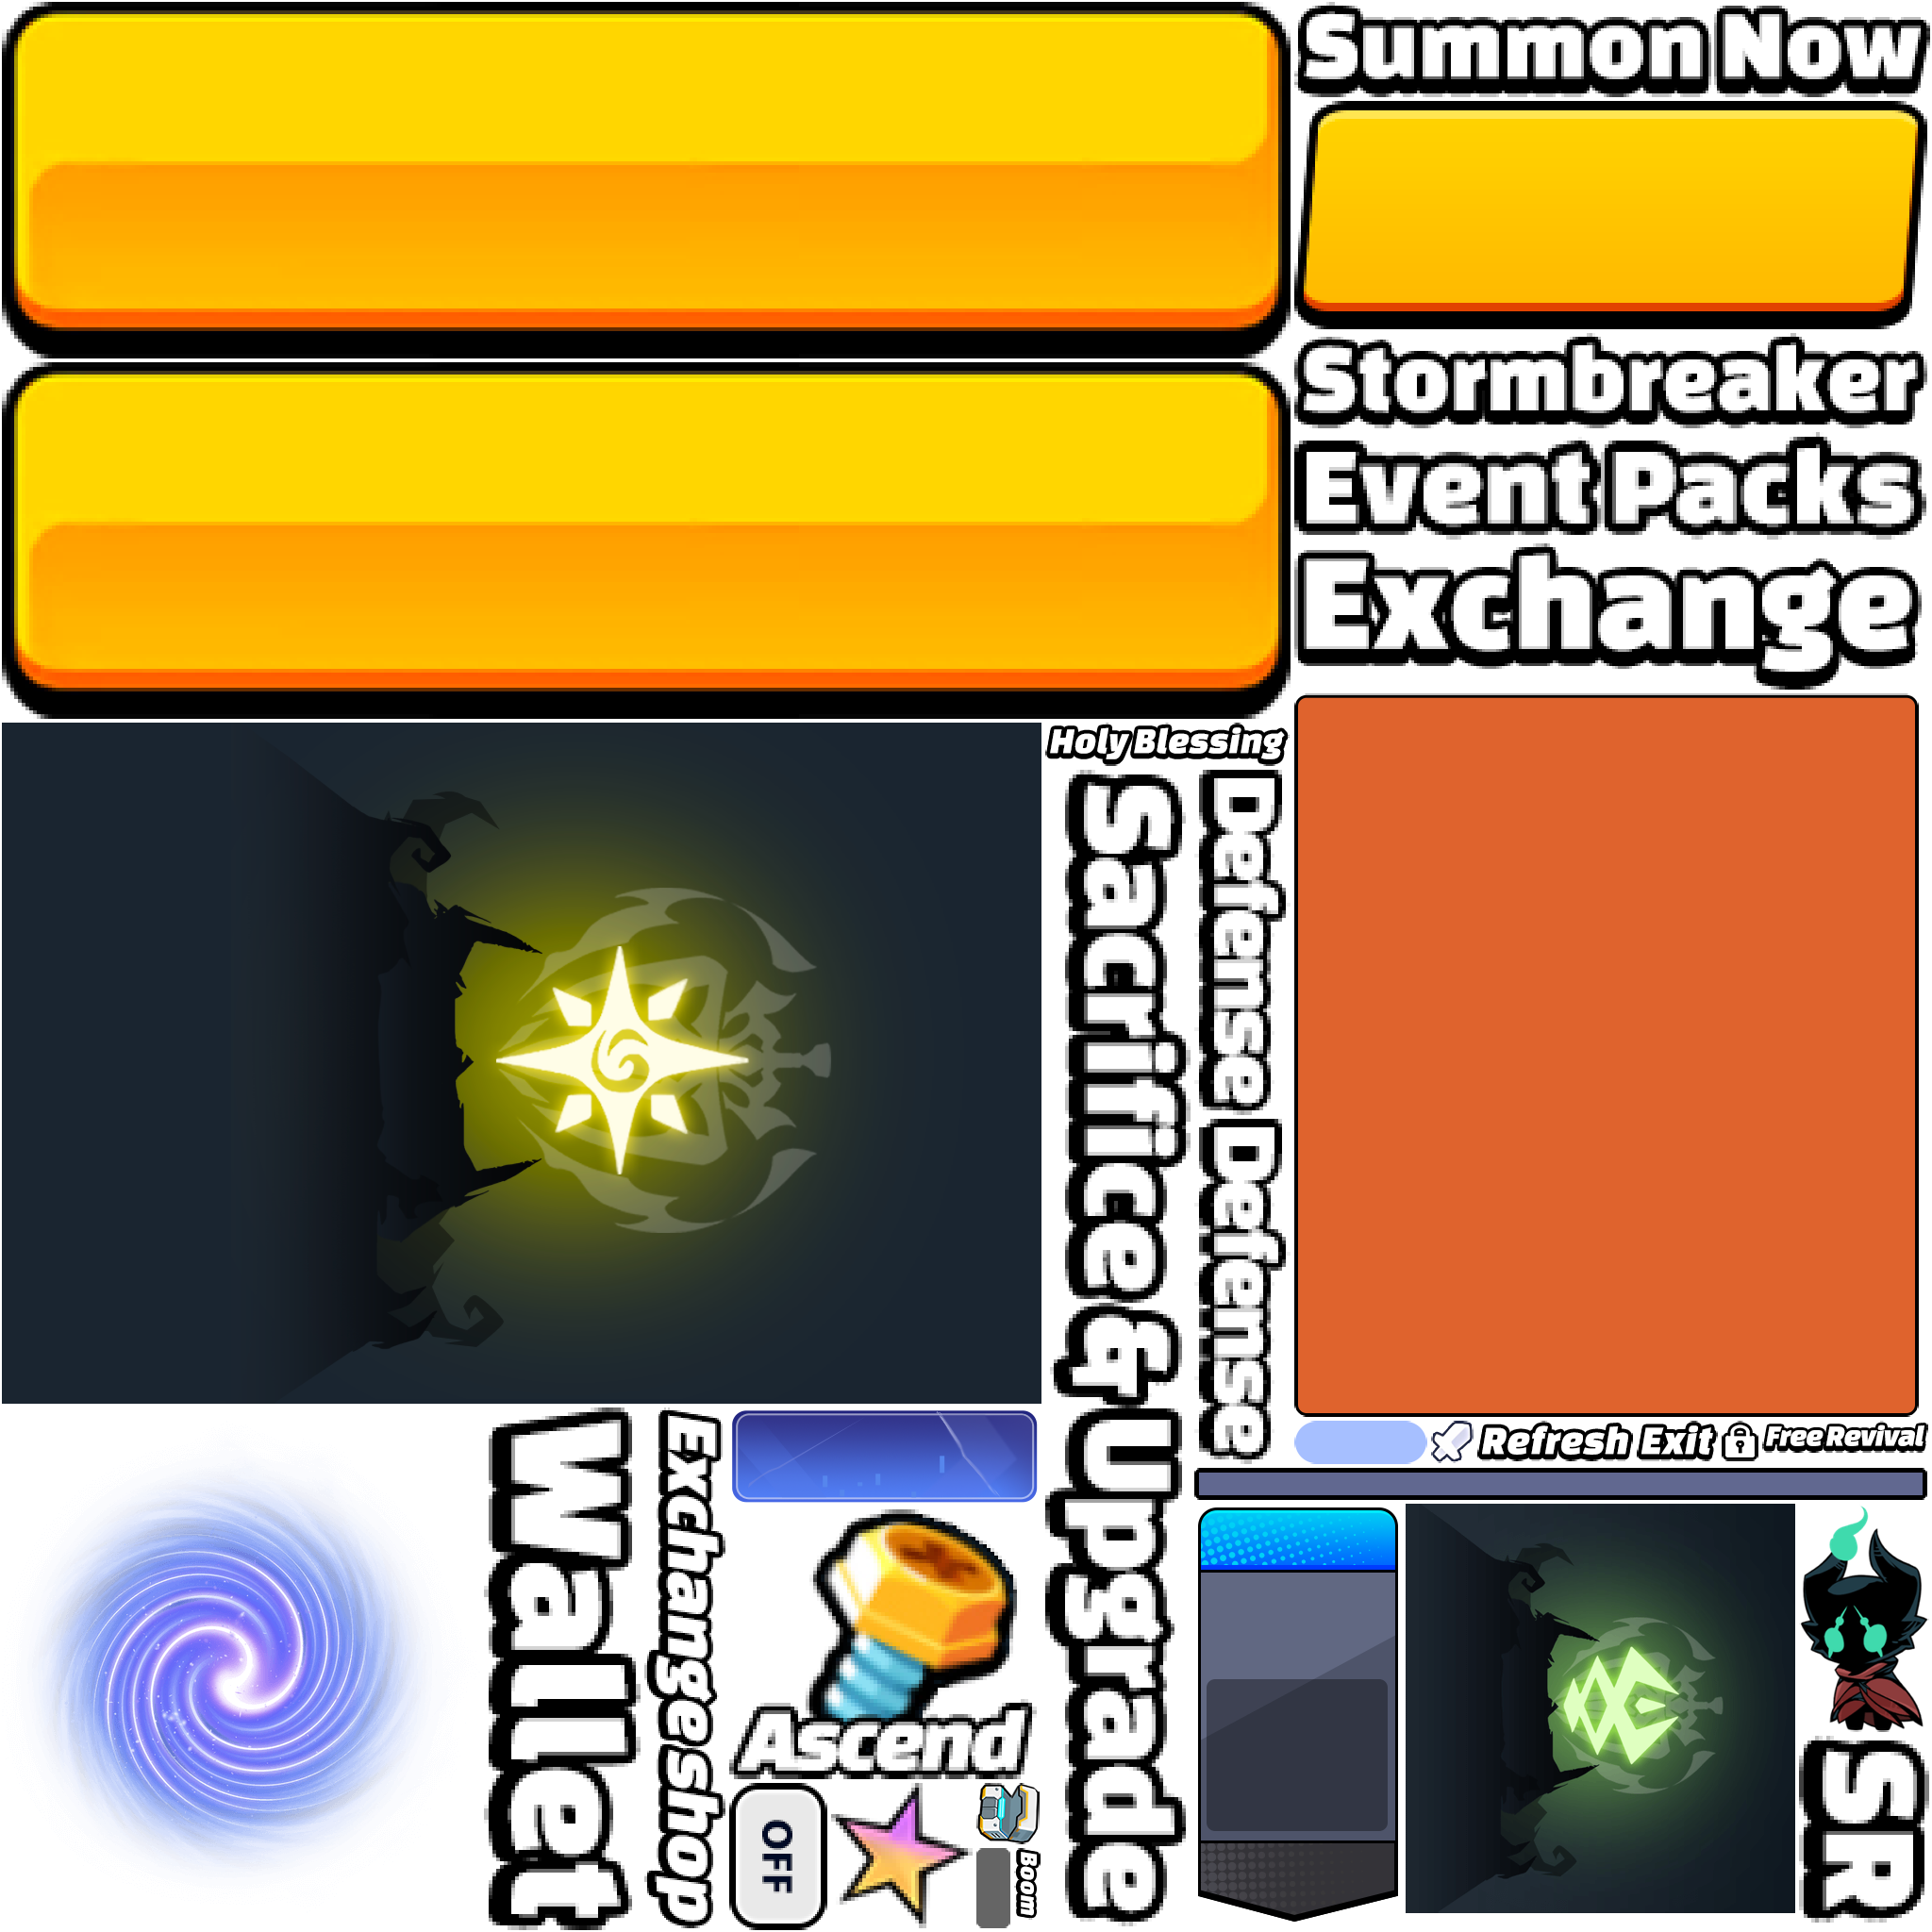 Summon Now
Stormbreaker
Event Packs
Exchange
Holy Blessing
Sacrifice & Upgrade
Defense
Defense
Refresh
Exit
Free Revival
Wallet
Exchange shop
Ascend
OFF
Boom
SR